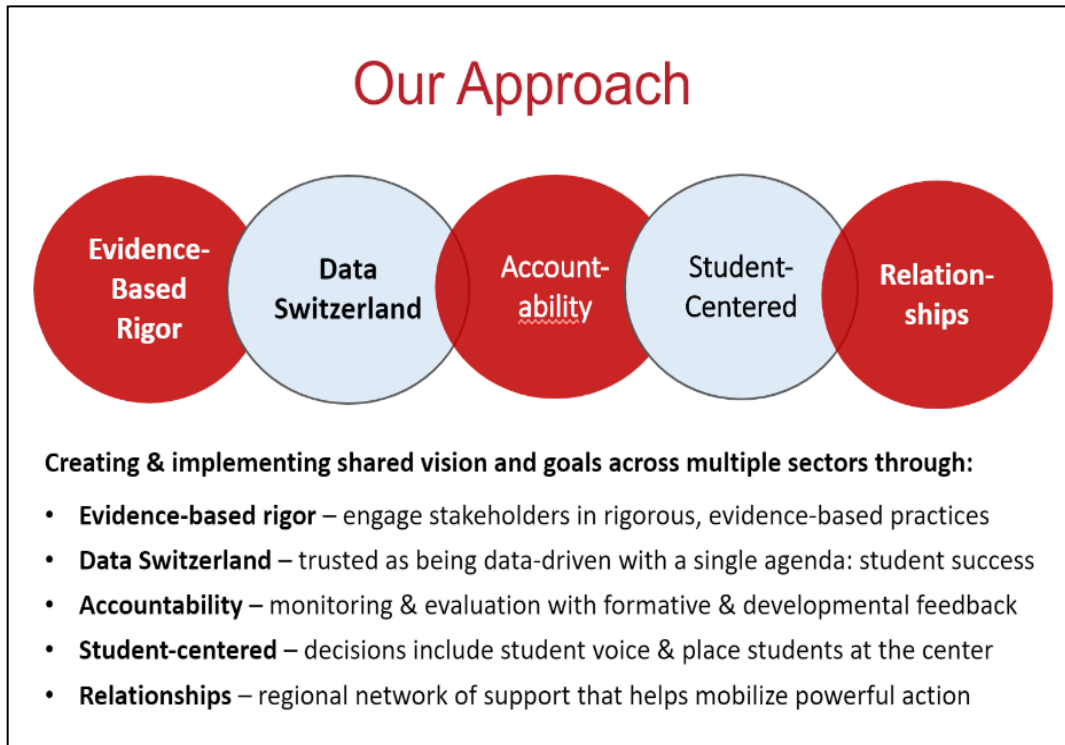 Our Approach
Evidence-
Based
Rigor
Data
Switzerland
Account-
ability
Student-
Centered
Relation-
ships
Creating & implementing shared vision and goals across multiple sectors through:
• Evidence-based rigor – engage stakeholders in rigorous, evidence-based practices
• Data Switzerland – trusted as being data-driven with a single agenda: student success
• Accountability – monitoring & evaluation with formative & developmental feedback
• Student-centered – decisions include student voice & place students at the center
• Relationships – regional network of support that helps mobilize powerful action